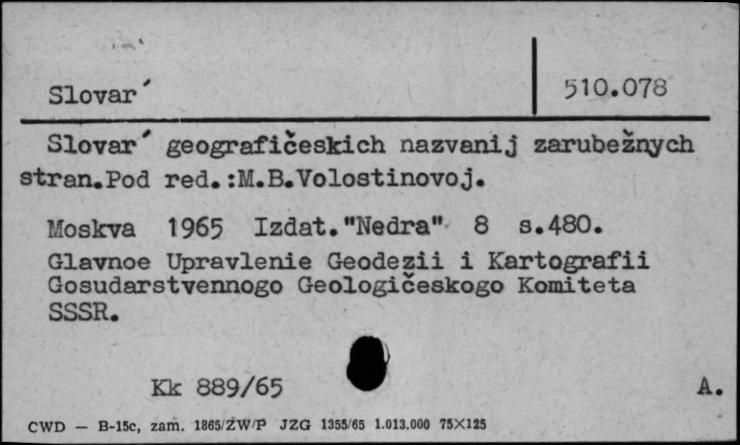 Slovar´ 510.078
Slovar´ geografičeskich nazvanij zarubežnych
stran.Pod red.:M.B.Volostinovoj.
Moskva 1965 Izdat."Nedra" 8 s.480.
Glavnoe Upravlenie Geodezii i Kartografii
Gosudarstvennogo Geologičeskogo Komiteta
SSSR.
Kk 889/65 A.
CWD — B-15c, zam. 1865/ZW/P JZG 1355/65 1.013.000 75×125